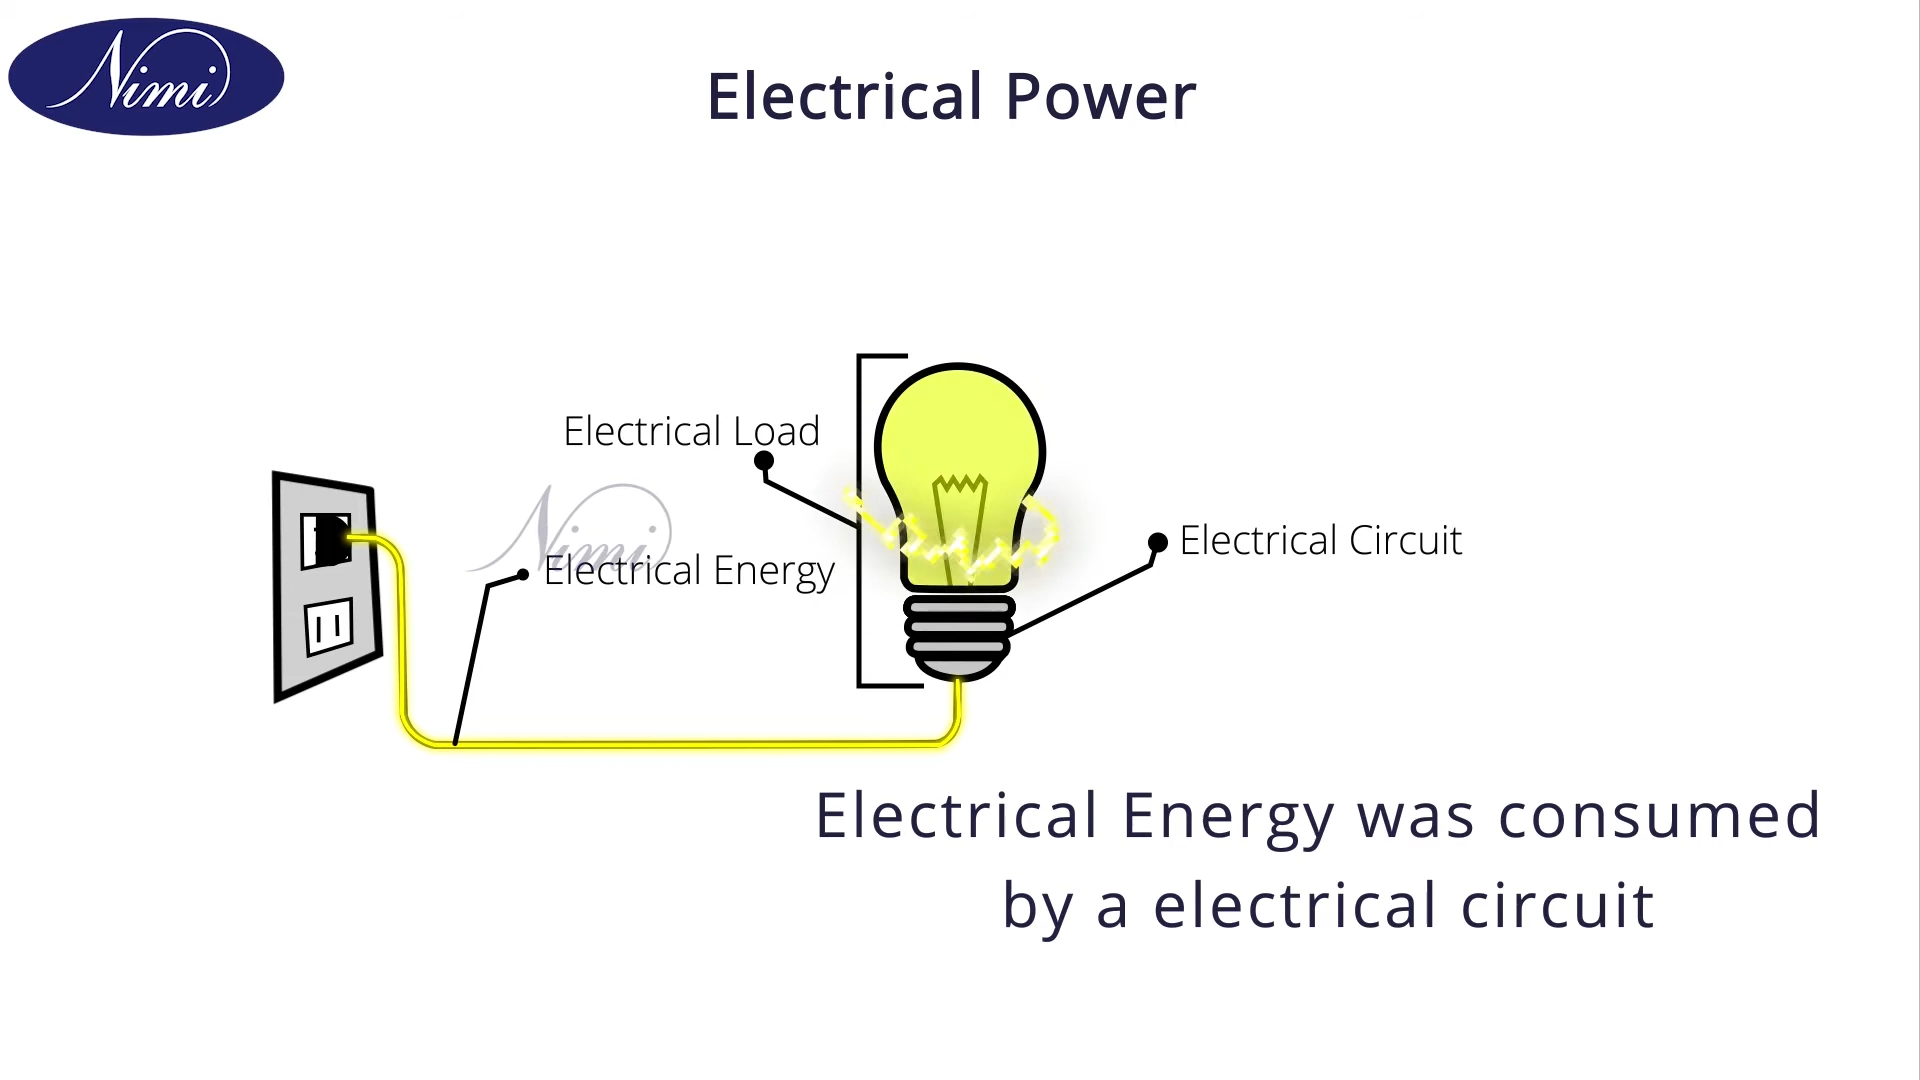 Nimi
Electrical Power
Electrical Load
Nimi
Electrical Energy
Electrical Circuit
Electrical Energy was consumed
by a electrical circuit